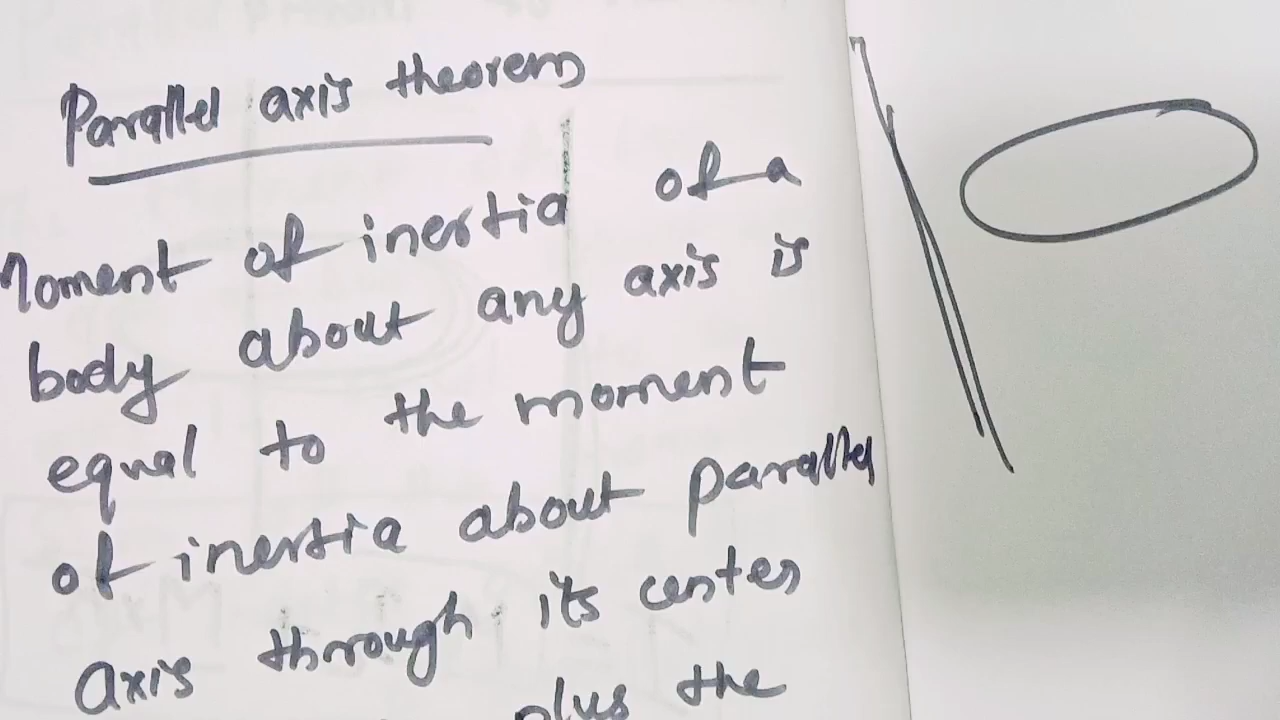 Parallel axis theorem
Moment of inertia of a
body about any axis is
equal to the moment
of inertia about parallel
axis through its center
plus the